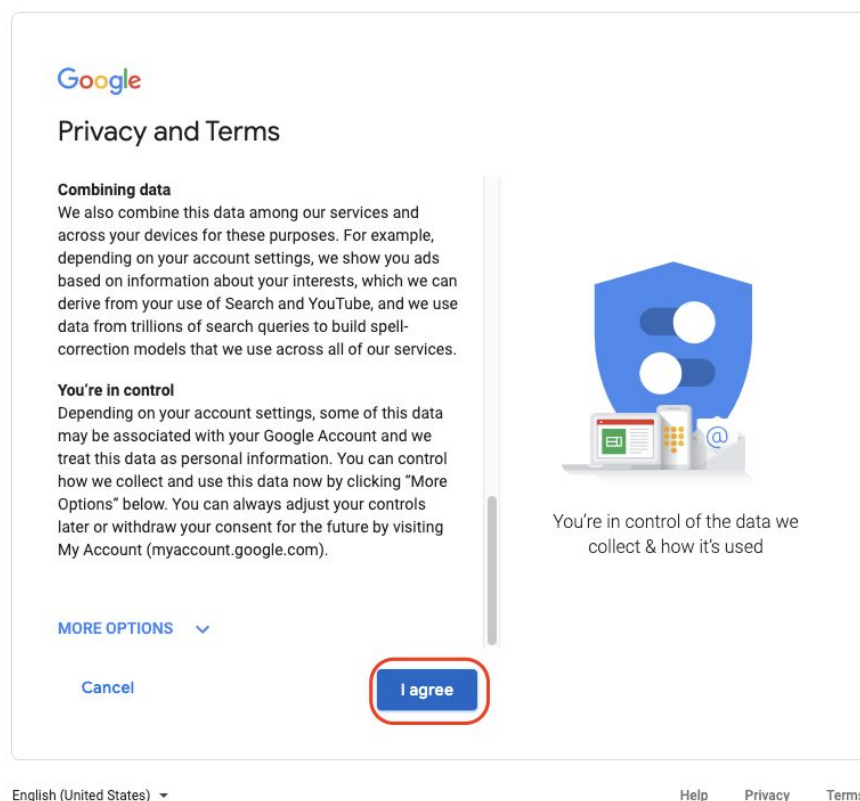 Google
Privacy and Terms
Combining data
We also combine this data among our services and
across your devices for these purposes. For example,
depending on your account settings, we show you ads
based on information about your interests, which we can
derive from your use of Search and YouTube, and we use
data from trillions of search queries to build spell-
correction models that we use across all of our services.
You're in control
Depending on your account settings, some of this data
may be associated with your Google Account and we
treat this data as personal information. You can control
how we collect and use this data now by clicking “More
Options” below. You can always adjust your controls
later or withdraw your consent for the future by visiting
My Account (myaccount.google.com).
MORE OPTIONS
Cancel
I agree
@
You're in control of the data we
collect & how it's used
English (United States)
Help Privacy Terms